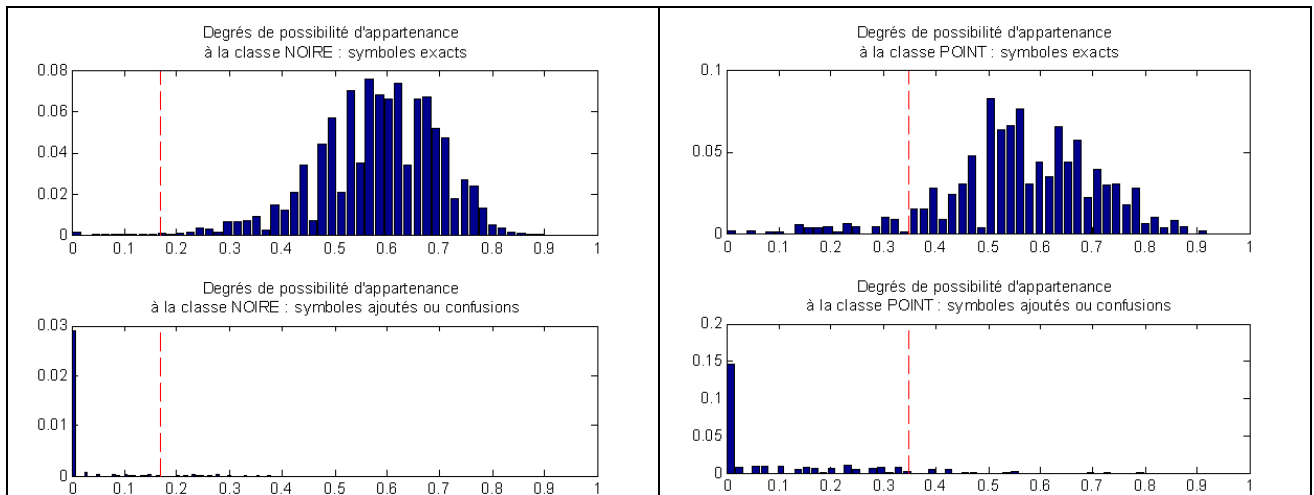 Degrés de possibilité d'appartenance
à la classe NOIRE : symboles exacts
0.08
0.06
0.04
0.02
0
0 0.1 0.2 0.3 0.4 0.5 0.6 0.7 0.8 0.9 1
Degrés de possibilité d'appartenance
à la classe NOIRE : symboles ajoutés ou confusions
0.03
0.02
0.01
0
0 0.1 0.2 0.3 0.4 0.5 0.6 0.7 0.8 0.9 1
Degrés de possibilité d'appartenance
à la classe POINT : symboles exacts
0.1
0.05
0
0 0.1 0.2 0.3 0.4 0.5 0.6 0.7 0.8 0.9 1
Degrés de possibilité d'appartenance
à la classe POINT : symboles ajoutés ou confusions
0.2
0.15
0.1
0.05
0
0 0.1 0.2 0.3 0.4 0.5 0.6 0.7 0.8 0.9 1